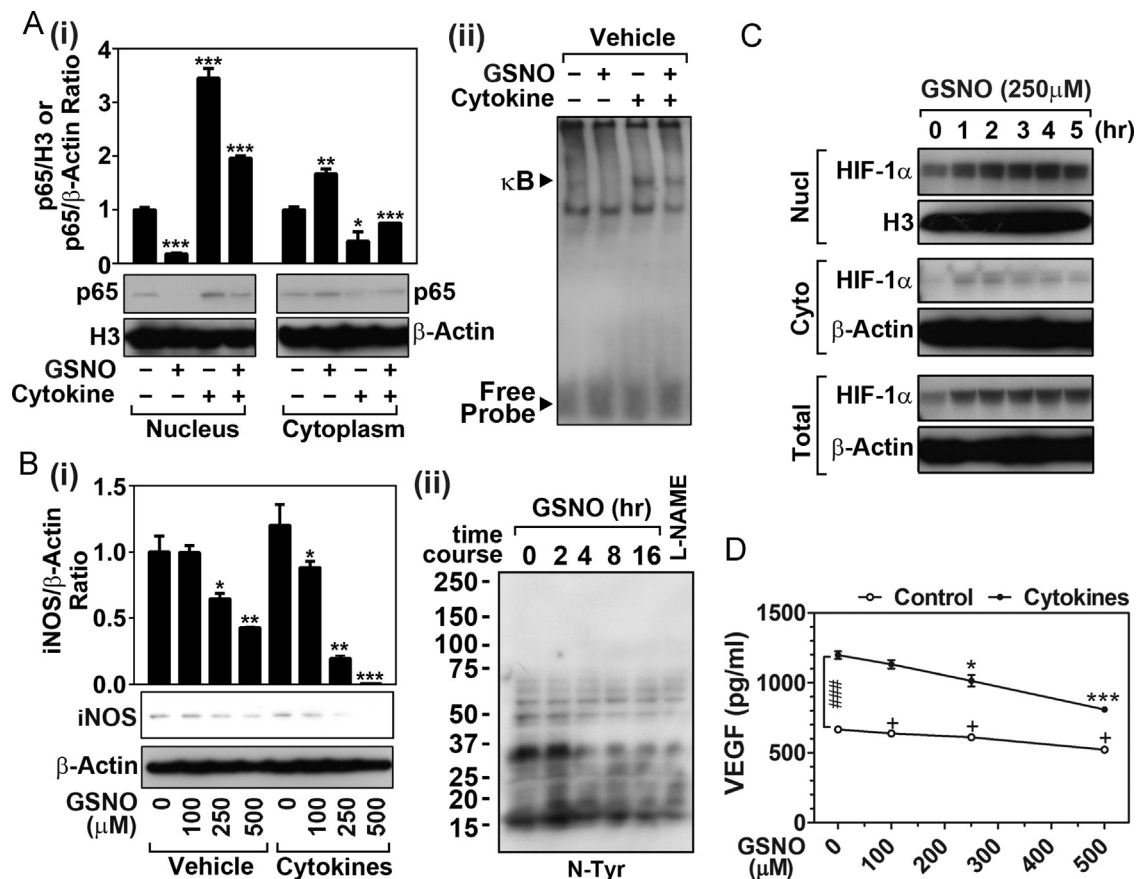 A
(i)
p65/H3 or
p65/β-Actin Ratio
4
3
2
1
0
***
***
***
**
*
***
p65
p65
H3
β-Actin
GSNO − + − + − + − +
Cytokine − − + + − − + +
Nucleus Cytoplasm
(ii)
Vehicle
GSNO − + − +
Cytokine − − + +
κB
Free
Probe
B
(i)
iNOS/β-Actin
Ratio
1.5
1.0
0.5
0.0
*
**
*
**
***
iNOS
β-Actin
GSNO
(μM)
0 100 250 500 0 100 250 500
Vehicle Cytokines
(ii)
GSNO (hr)
L-NAME
time
course
0 2 4 8 16
250 -
150 -
100 -
75 -
50 -
37 -
25 -
20 -
15 -
N-Tyr
C
GSNO (250μM)
0 1 2 3 4 5 (hr)
Nucl
HIF-1α
H3
Cyto
HIF-1α
β-Actin
Total
HIF-1α
β-Actin
D
Control Cytokines
VEGF (pg/ml)
1500
1000
500
0
###
*
***
+
+
+
GSNO
(μM)
0 100 200 300 400 500